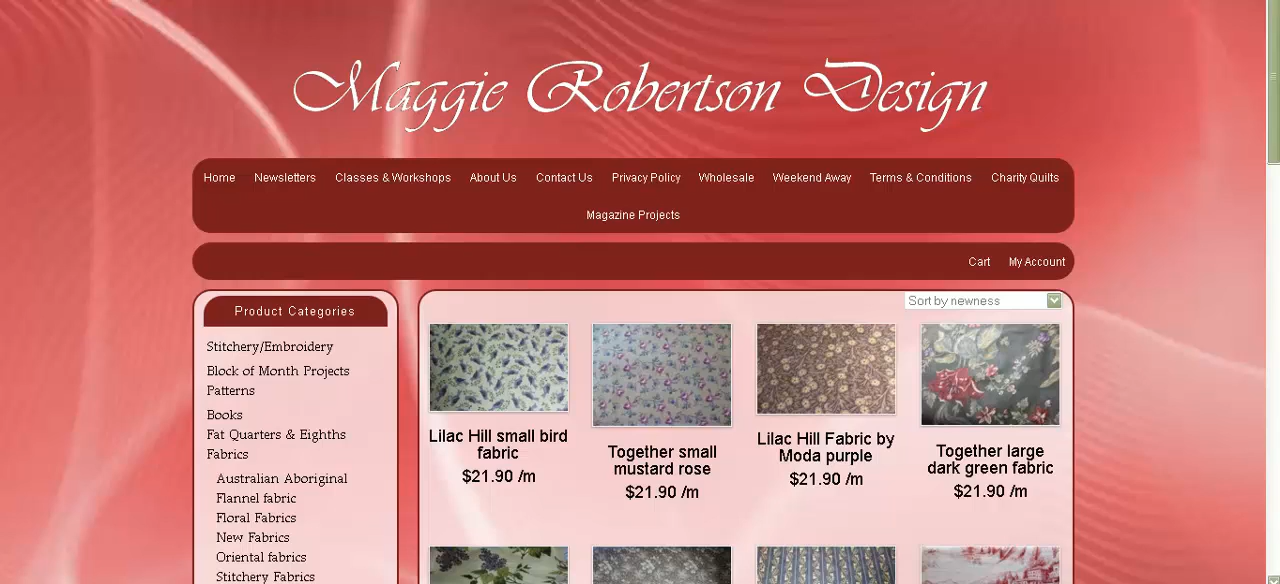 Maggie Robertson Design
Home Newsletters Classes & Workshops About Us Contact Us Privacy Policy Wholesale Weekend Away Terms & Conditions Charity Quilts
Magazine Projects
Cart My Account
Product Categories
Stitchery/Embroidery
Block of Month Projects
Patterns
Books
Fat Quarters & Eighths
Fabrics
Australian Aboriginal
Flannel fabric
Floral Fabrics
New Fabrics
Oriental fabrics
Stitchery Fabrics
Sort by newness
Lilac Hill small bird
fabric
$21.90 /m
Together small
mustard rose
$21.90 /m
Lilac Hill Fabric by
Moda purple
$21.90 /m
Together large
dark green fabric
$21.90 /m